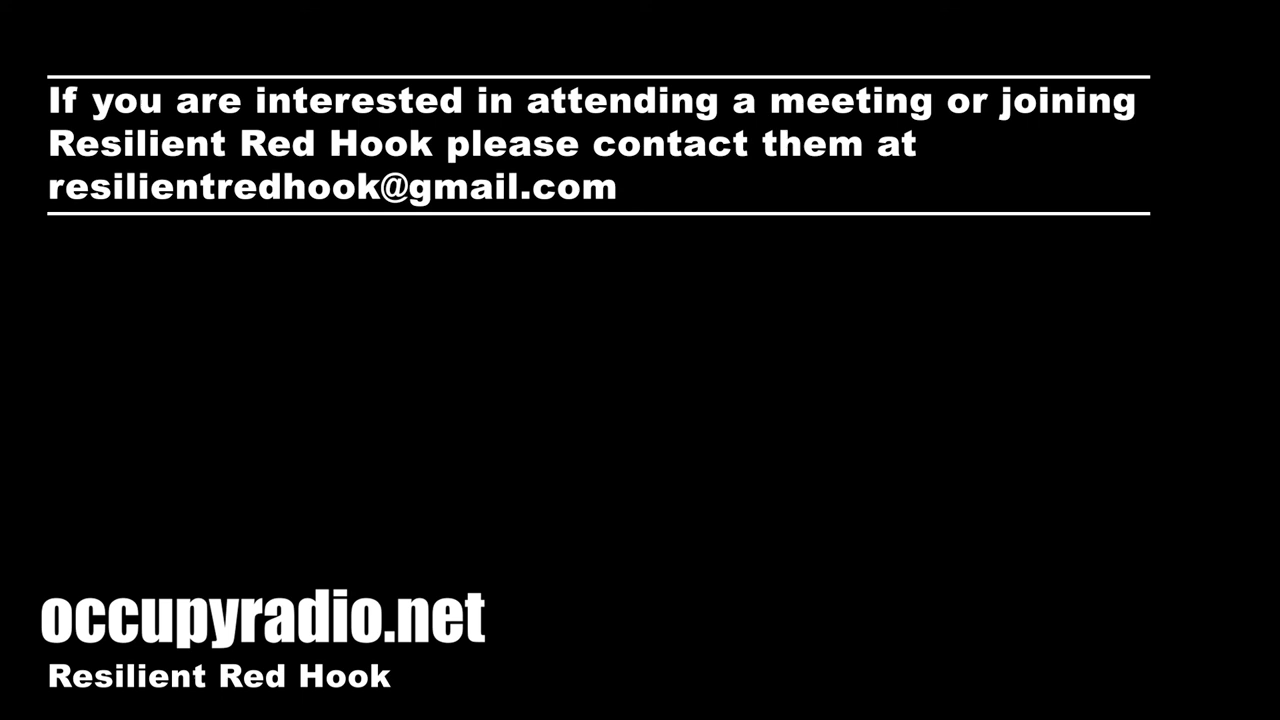 If you are interested in attending a meeting or joining
Resilient Red Hook please contact them at
resilientredhook@gmail.com
occupyradio.net
Resilient Red Hook